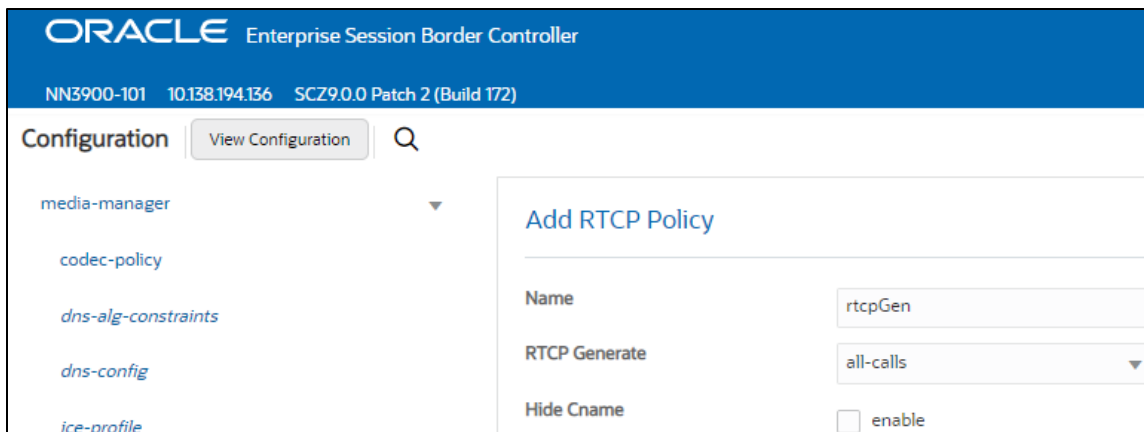 ORACLE Enterprise Session Border Controller
NN3900-101 10.138.194.136 SCZ9.0.0 Patch 2 (Build 172)
Configuration View Configuration
media-manager
codec-policy
dns-alg-constraints
dns-config
ice-profile
Add RTCP Policy
Name rtcpGen
RTCP Generate all-calls
Hide Cname enable